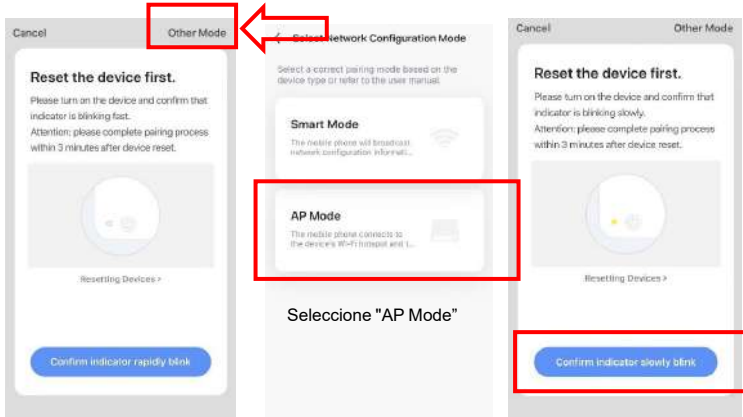 Cancel
Other Mode
Reset the device first.
Please turn on the device and confirm that
indicator is blinking fast.
Attention: please complete pairing process
within 3 minutes after device reset.
Resetting Devices >
Confirm indicator rapidly blink
Select Network Configuration Mode
Select a correct pairing mode based on the
device type or refer to the user manual.
Smart Mode
The mobile phone will broadcast
network configuration informati...
AP Mode
The mobile phone connects to
the device's Wi-Fi hotspot and t...
Seleccione "AP Mode"
Cancel
Other Mode
Reset the device first.
Please turn on the device and confirm that
indicator is blinking slowly.
Attention: please complete pairing process
within 3 minutes after device reset.
Resetting Devices >
Confirm indicator slowly blink